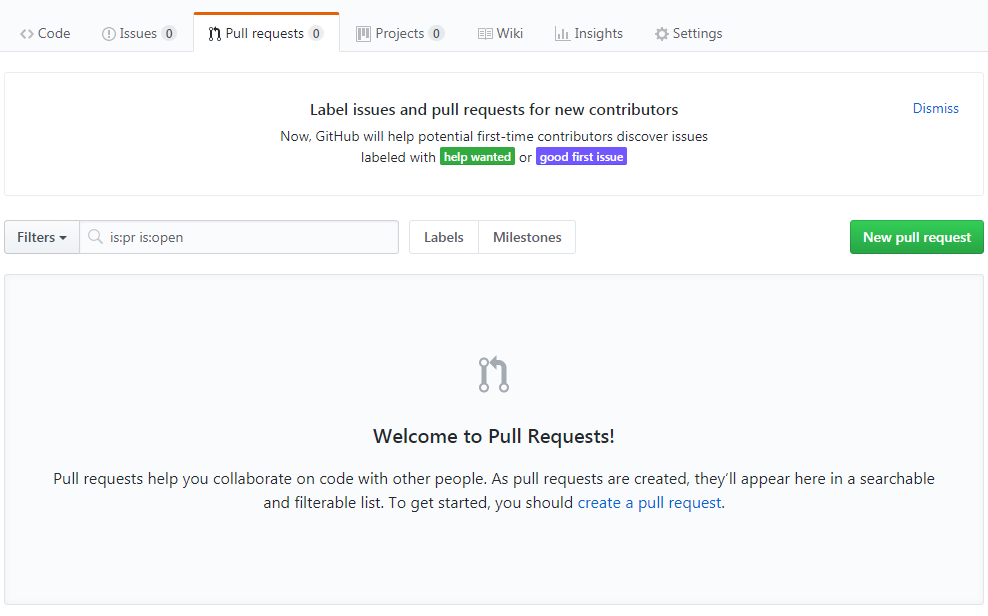 Code Issues 0 Pull requests 0 Projects 0 Wiki Insights Settings
Label issues and pull requests for new contributors
Dismiss
Now, GitHub will help potential first-time contributors discover issues
labeled with help wanted or good first issue
Filters is:pr is:open Labels Milestones New pull request
Welcome to Pull Requests!
Pull requests help you collaborate on code with other people. As pull requests are created, they’ll appear here in a searchable
and filterable list. To get started, you should create a pull request.